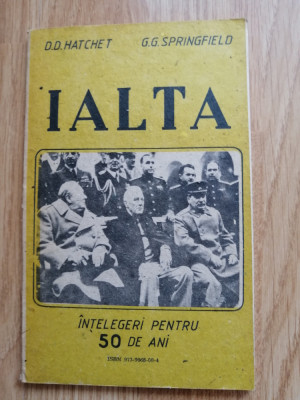 D.D.HATCHET G.G.SPRINGFIELD
IALTA
ÎNȚELEGERI PENTRU
50 DE ANI